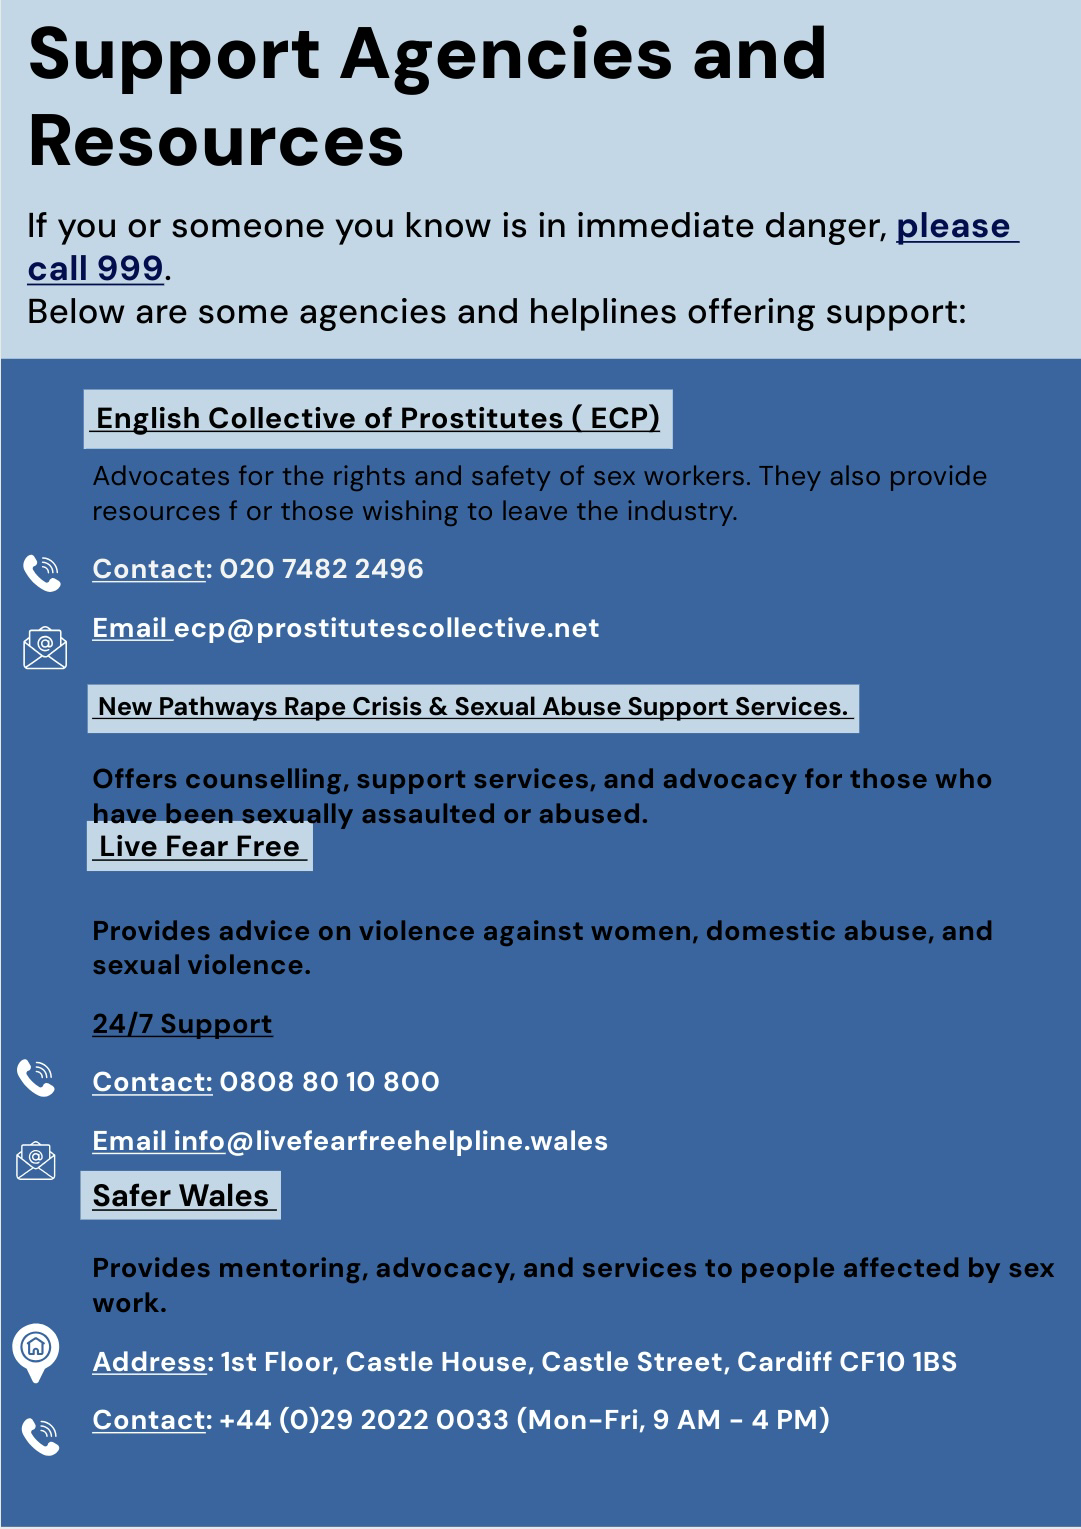 Support Agencies and
Resources
If you or someone you know is in immediate danger, please
call 999.
Below are some agencies and helplines offering support:
English Collective of Prostitutes ( ECP)
Advocates for the rights and safety of sex workers. They also provide
resources f or those wishing to leave the industry.
Contact: 020 7482 2496
Email ecp@prostitutescollective.net
New Pathways Rape Crisis & Sexual Abuse Support Services.
Offers counselling, support services, and advocacy for those who
have been sexually assaulted or abused.
Live Fear Free
Provides advice on violence against women, domestic abuse, and
sexual violence.
24/7 Support
Contact: 0808 80 10 800
Email info@livefearfreehelpline.wales
Safer Wales
Provides mentoring, advocacy, and services to people affected by sex
work.
Address: 1st Floor, Castle House, Castle Street, Cardiff CF10 1BS
Contact: +44 (0)29 2022 0033 (Mon-Fri, 9 AM - 4 PM)